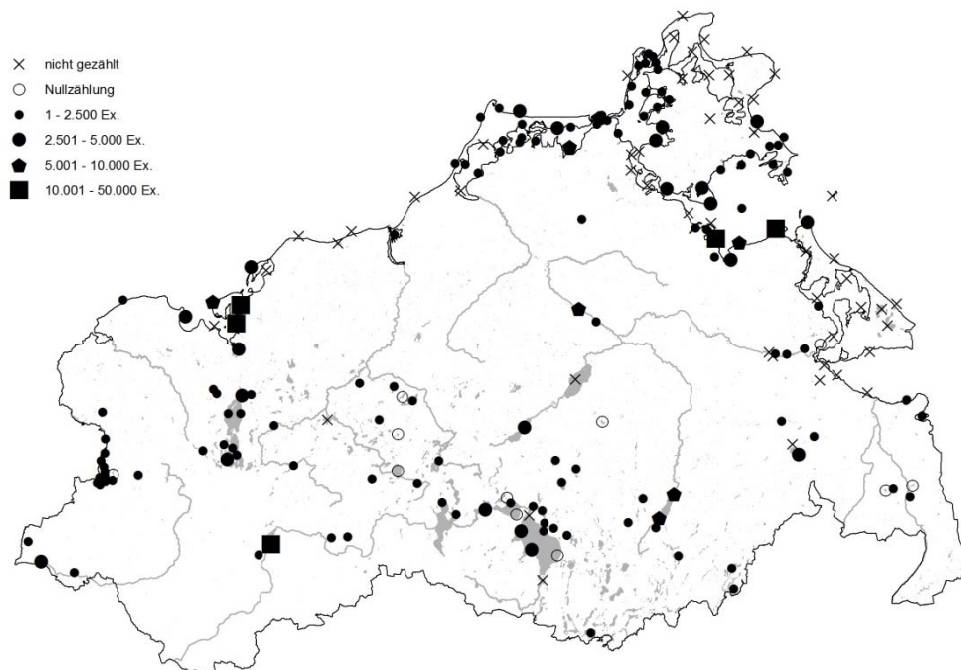 nicht gezählt
Nullzählung
1 - 2.500 Ex.
2.501 - 5.000 Ex.
5.001 - 10.000 Ex.
10.001 - 50.000 Ex.